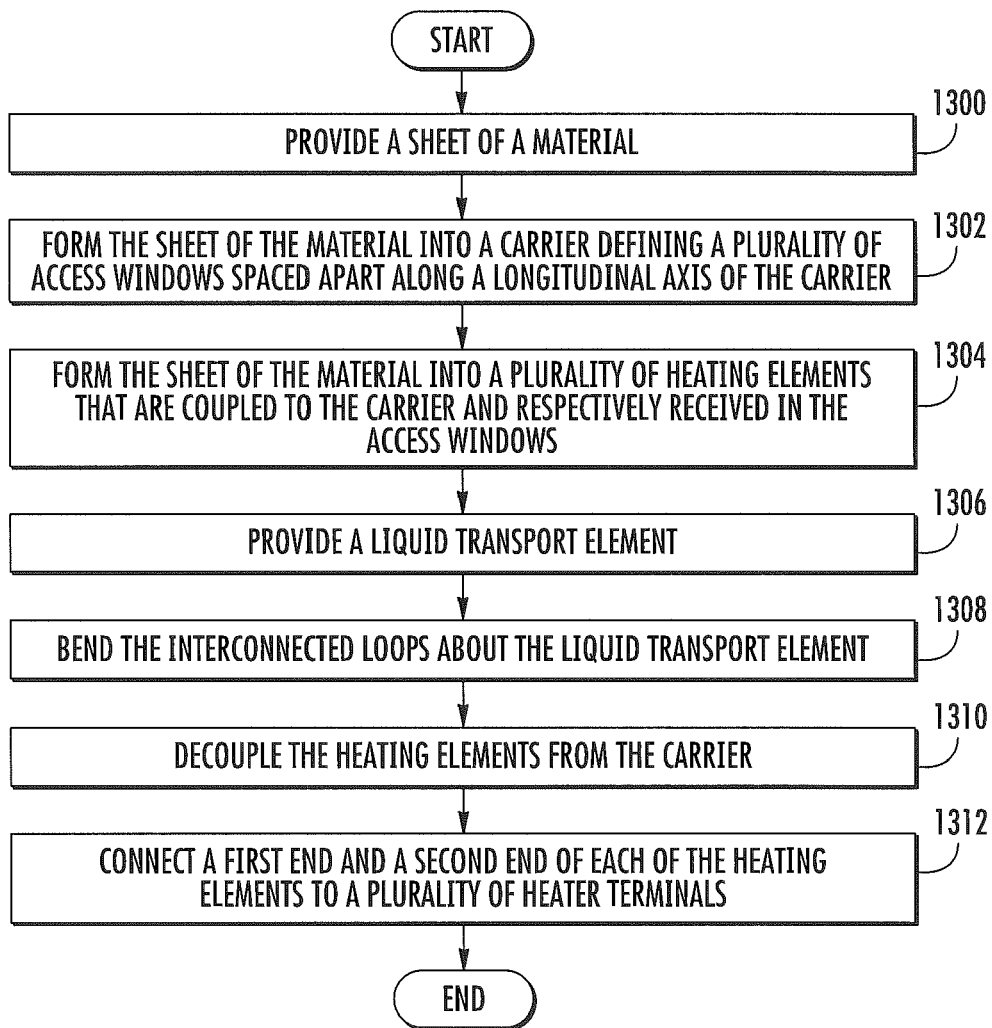 START
1300
PROVIDE A SHEET OF A MATERIAL
1302
FORM THE SHEET OF THE MATERIAL INTO A CARRIER DEFINING A PLURALITY OF
ACCESS WINDOWS SPACED APART ALONG A LONGITUDINAL AXIS OF THE CARRIER
1304
FORM THE SHEET OF THE MATERIAL INTO A PLURALITY OF HEATING ELEMENTS
THAT ARE COUPLED TO THE CARRIER AND RESPECTIVELY RECEIVED IN THE
ACCESS WINDOWS
1306
PROVIDE A LIQUID TRANSPORT ELEMENT
1308
BEND THE INTERCONNECTED LOOPS ABOUT THE LIQUID TRANSPORT ELEMENT
1310
DECOUPLE THE HEATING ELEMENTS FROM THE CARRIER
1312
CONNECT A FIRST END AND A SECOND END OF EACH OF THE HEATING
ELEMENTS TO A PLURALITY OF HEATER TERMINALS
END